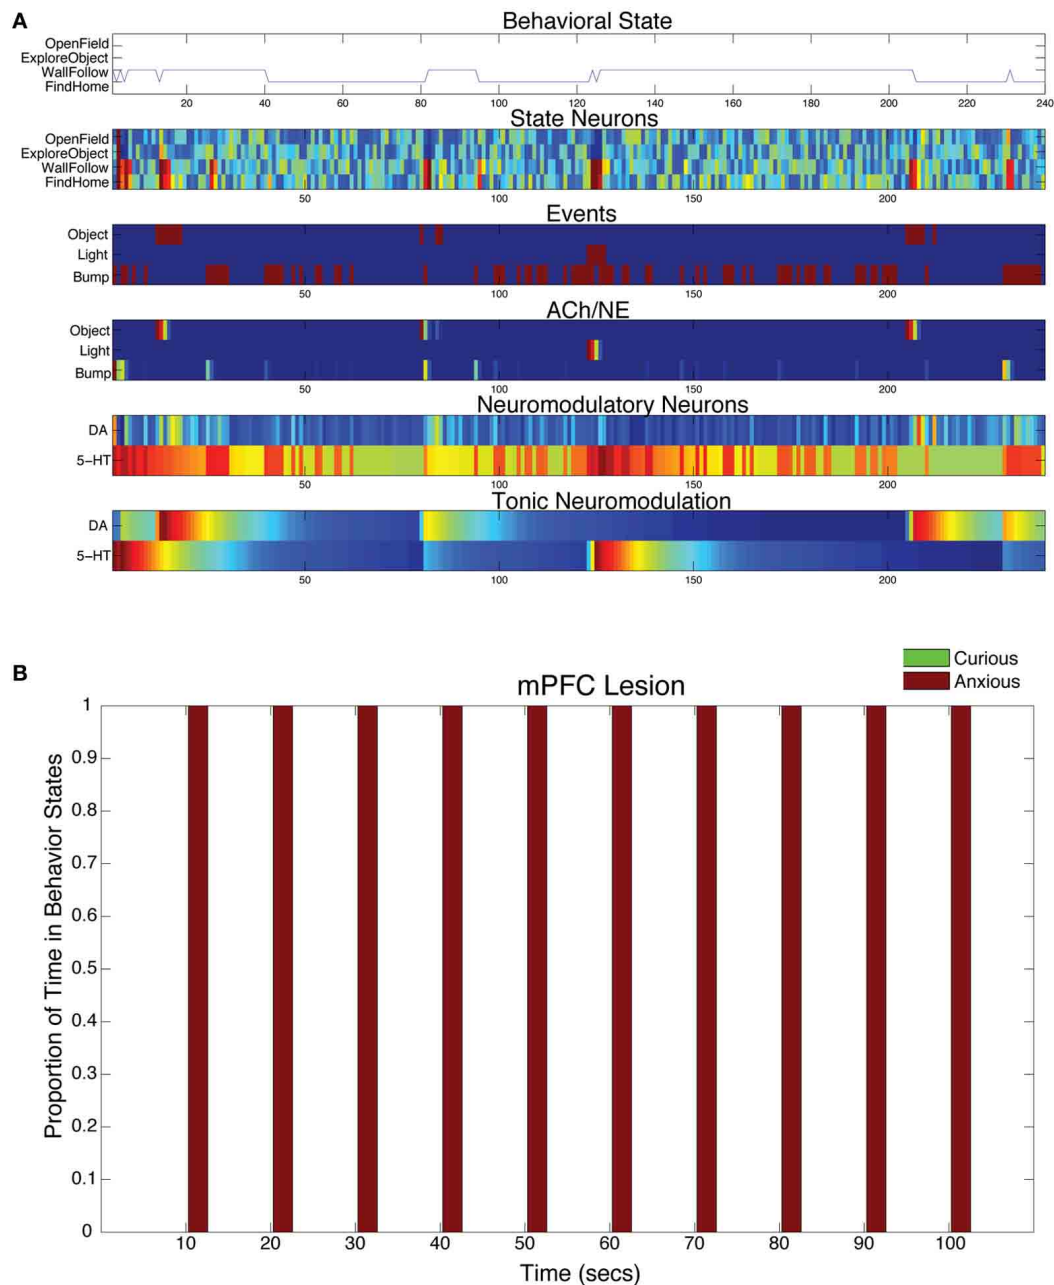 A
Behavioral State
OpenField
ExploreObject
WallFollow
FindHome
20 40 60 80 100 120 140 160 180 200 220 240
State Neurons
OpenField
ExploreObject
WallFollow
FindHome
50 100 150 200
Events
Object
Light
Bump
50 100 150 200
ACh/NE
Object
Light
Bump
50 100 150 200
Neuromodulatory Neurons
DA
5-HT
50 100 150 200
Tonic Neuromodulation
DA
5-HT
50 100 150 200
B
mPFC Lesion
Curious
Anxious
Proportion of Time in Behavior States
1
0.9
0.8
0.7
0.6
0.5
0.4
0.3
0.2
0.1
0
10 20 30 40 50 60 70 80 90 100
Time (secs)